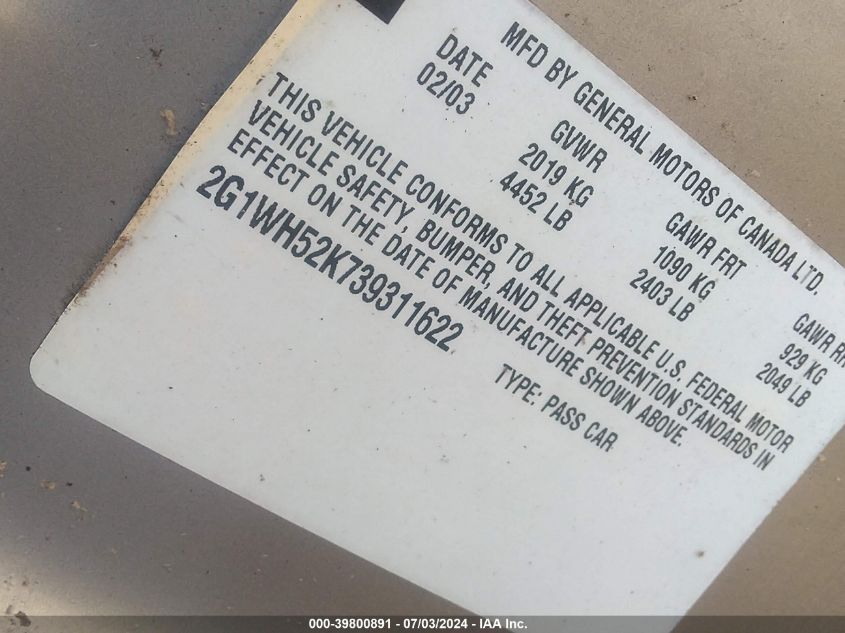 MFD BY GENERAL MOTORS OF CANADA LTD.
DATE GVWR GAWR FRT GAWR
02/03 2019 KG 1090 KG 929 KG
4452 LB 2403 LB 2049 LB
THIS VEHICLE CONFORMS TO ALL APPLICABLE U.S. FEDERAL MOTOR
VEHICLE SAFETY, BUMPER, AND THEFT PREVENTION STANDARDS IN
EFFECT ON THE DATE OF MANUFACTURE SHOWN ABOVE.
2G1WH52K739311622 TYPE: PASS CAR
000-39800891 - 07/03/2024 - IAA Inc.